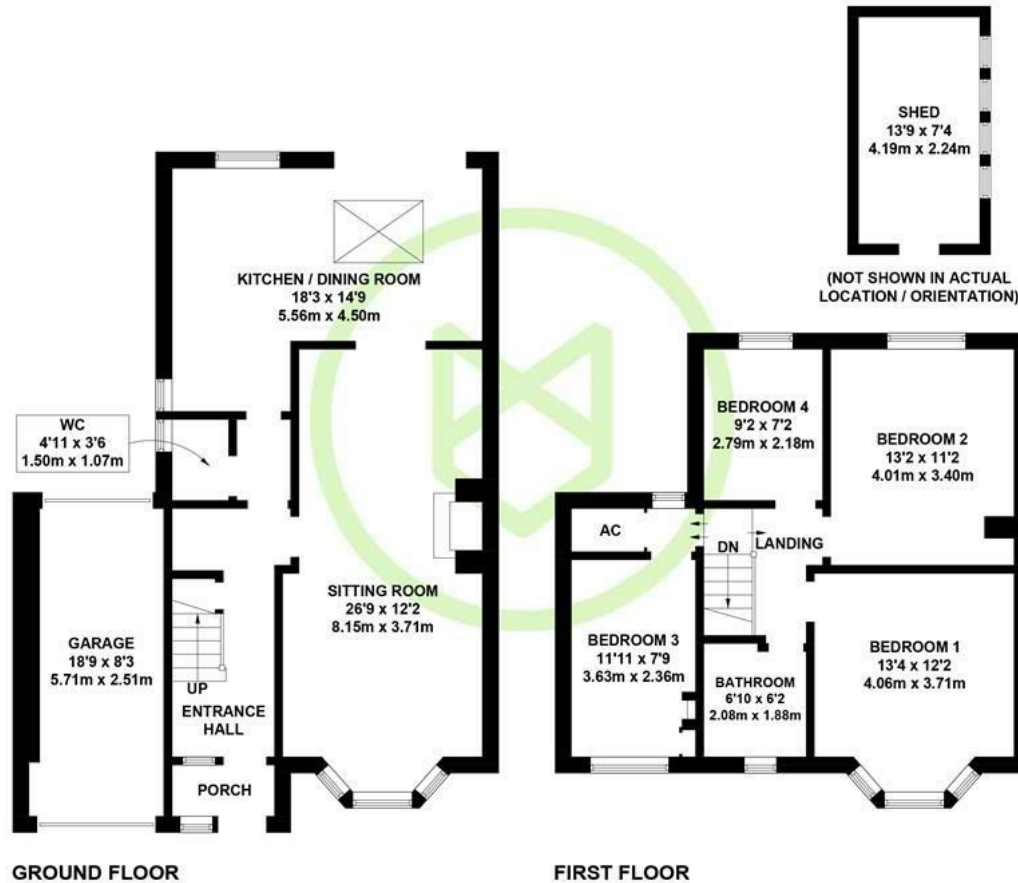 SHED
13'9 x 7'4
4.19m x 2.24m
(NOT SHOWN IN ACTUAL
LOCATION / ORIENTATION)
KITCHEN / DINING ROOM
18'3 x 14'9
5.56m x 4.50m
WC
4'11 x 3'6
1.50m x 1.07m
GARAGE
18'9 x 8'3
5.71m x 2.51m
UP
ENTRANCE
HALL
PORCH
SITTING ROOM
26'9 x 12'2
8.15m x 3.71m
BEDROOM 4
9'2 x 7'2
2.79m x 2.18m
BEDROOM 2
13'2 x 11'2
4.01m x 3.40m
AC
DN
LANDING
BEDROOM 3
11'11 x 7'9
3.63m x 2.36m
BATHROOM
6'10 x 6'2
2.08m x 1.88m
BEDROOM 1
13'4 x 12'2
4.06m x 3.71m
GROUND FLOOR
FIRST FLOOR